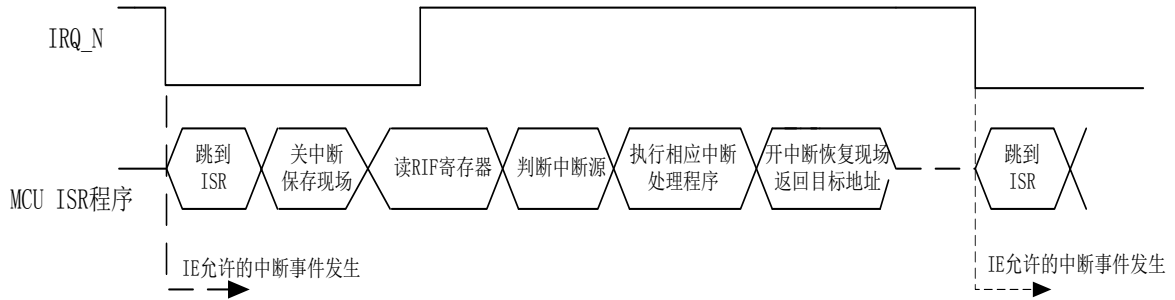 IRQ_N
跳到
ISR
关中断
保存现场
读RIF寄存器
判断中断源
执行相应中断
处理程序
开中断恢复现场
返回目标地址
跳到
ISR
MCU ISR程序
IE允许的中断事件发生
IE允许的中断事件发生